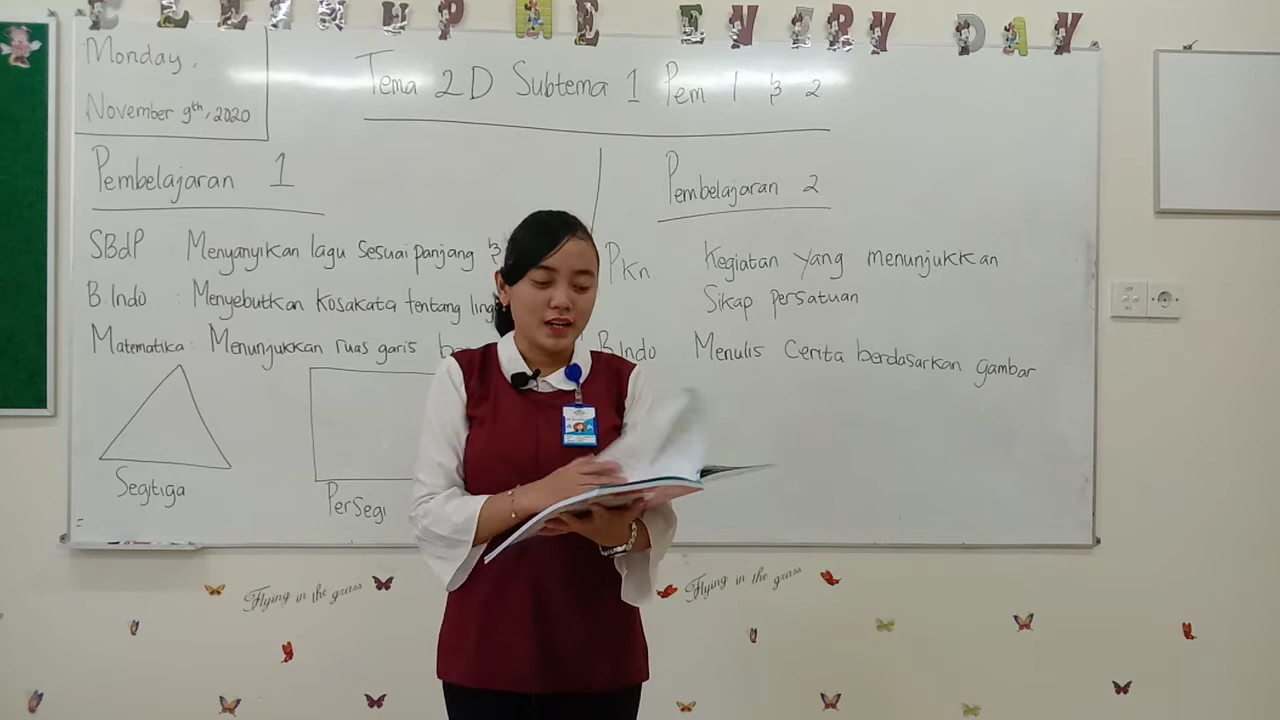 E EVERY DAY
Monday,
November 9th, 2020
Tema 2D Subtema 1 Pem 1 & 2
Pembelajaran 1
SBdP Menyanyikan lagu sesuai panjang &
B.Indo : Menyebutkan kosakata tentang ling
Matematika : Menunjukkan ruas garis
Segitiga
Persegi
Pembelajaran 2
PKn Kegiatan yang menunjukkan
Sikap persatuan
B.Indo Menulis Cerita berdasarkan gambar
Flying in the grass
Flying in the grass